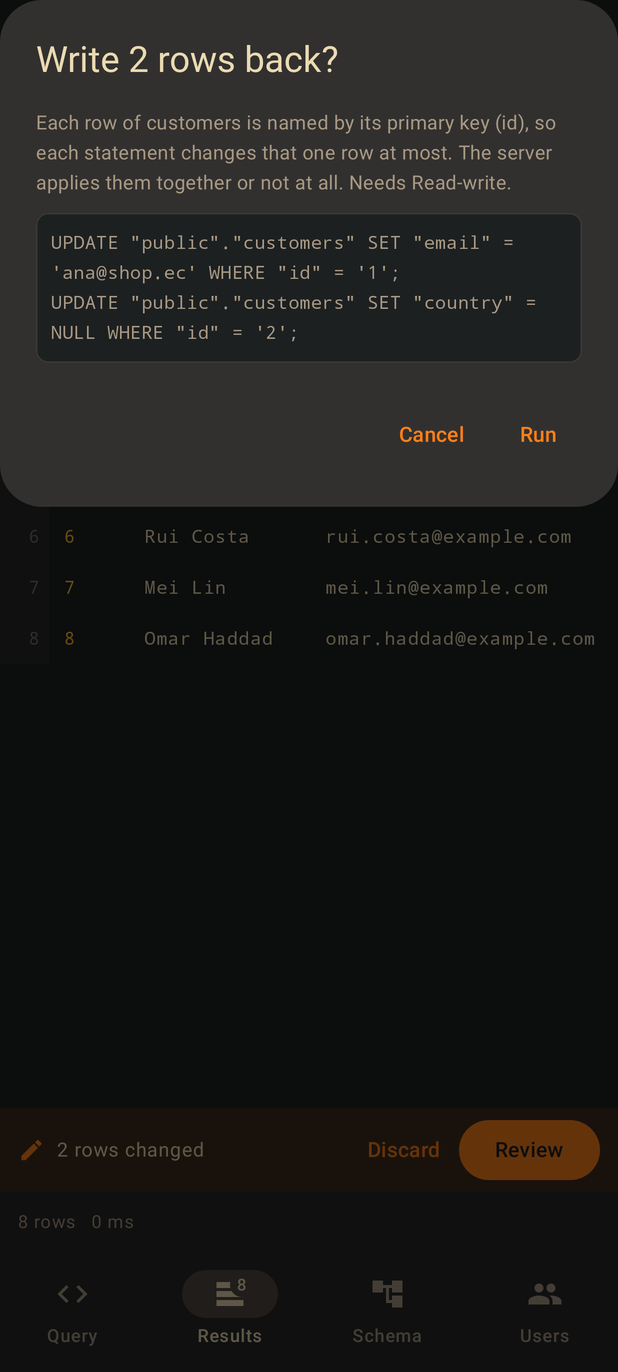 Write 2 rows back?
Each row of customers is named by its primary key (id), so
each statement changes that one row at most. The server
applies them together or not at all. Needs Read-write.
UPDATE "public"."customers" SET "email" =
'ana@shop.ec' WHERE "id" = '1';
UPDATE "public"."customers" SET "country" =
NULL WHERE "id" = '2';
Cancel Run
6 6 Rui Costa rui.costa@example.com
7 7 Mei Lin mei.lin@example.com
8 8 Omar Haddad omar.haddad@example.com
2 rows changed Discard Review
8 rows 0 ms
8
Query Results Schema Users